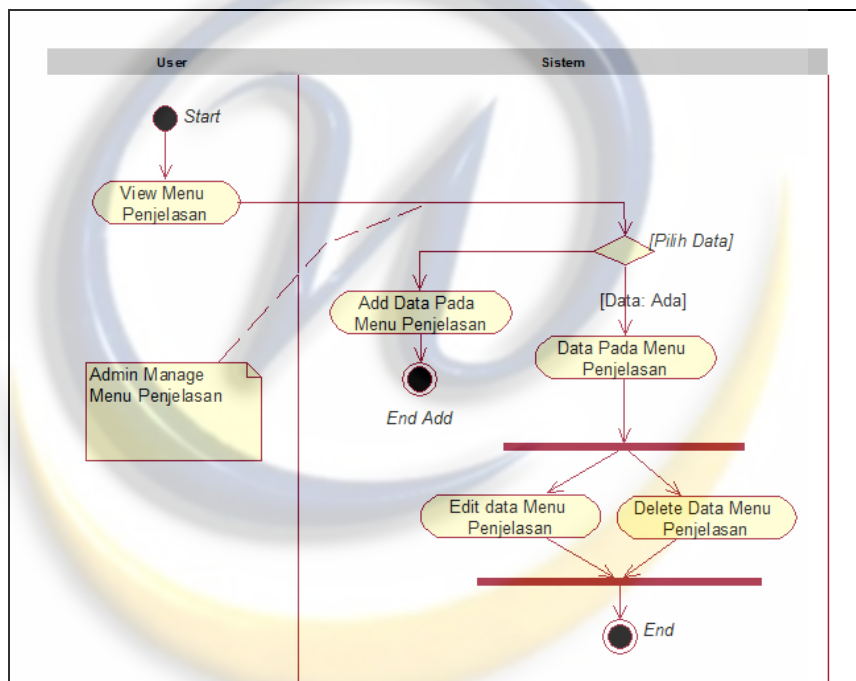 User
Sistem
Start
View Menu
Penjelasan
[Pilih Data]
Add Data Pada
Menu Penjelasan
[Data: Ada]
Data Pada Menu
Penjelasan
Admin Manage
Menu Penjelasan
End Add
Edit data Menu
Penjelasan
Delete Data Menu
Penjelasan
End